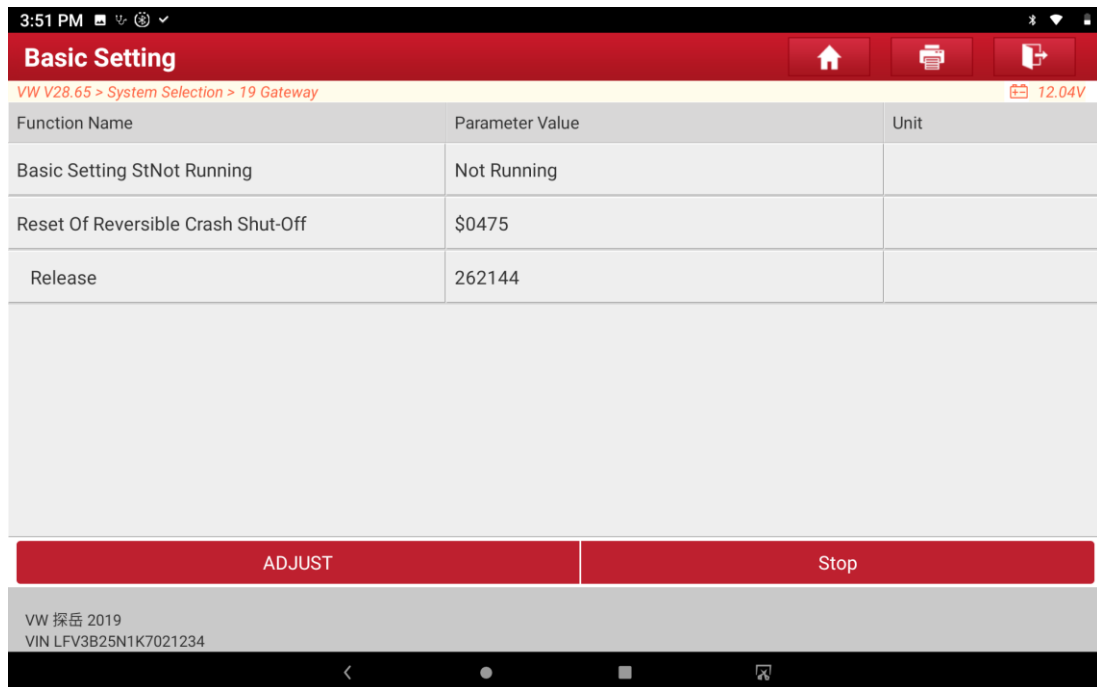 3:51 PM
Basic Setting
VW V28.65 > System Selection > 19 Gateway 12.04V
Function Name Parameter Value Unit
Basic Setting StNot Running Not Running
Reset Of Reversible Crash Shut-Off $0475
Release 262144
ADJUST Stop
VW 探岳 2019
VIN LFV3B25N1K7021234